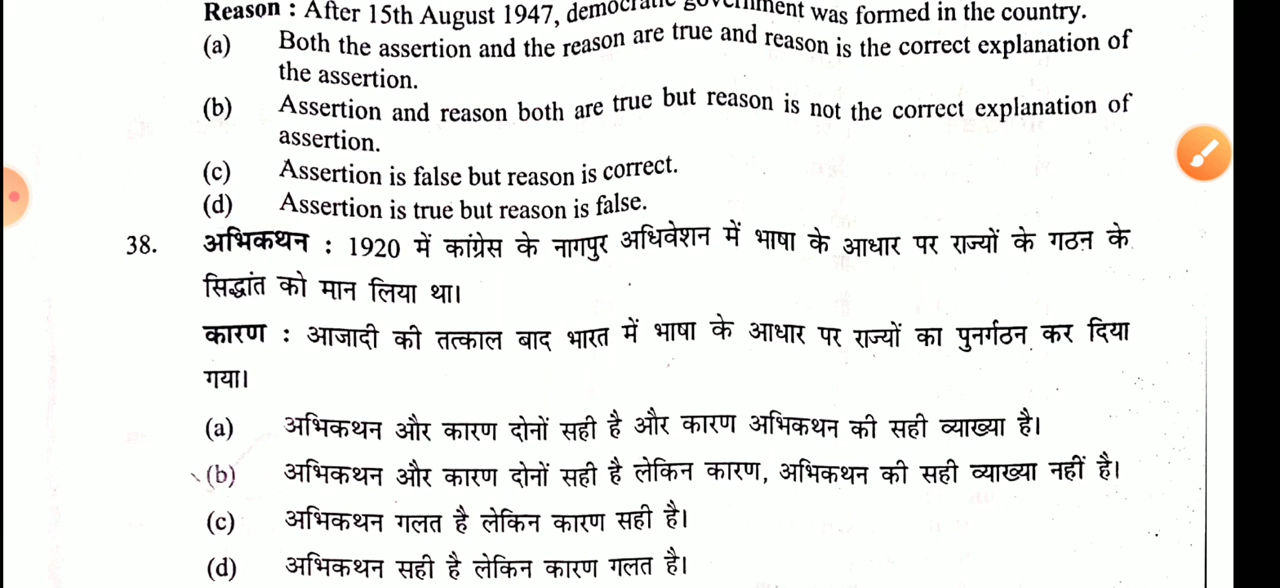 Reason : After 15th August 1947, democratic government was formed in the country.
(a) Both the assertion and the reason are true and reason is the correct explanation of
the assertion.
(b) Assertion and reason both are true but reason is not the correct explanation of
assertion.
(c) Assertion is false but reason is correct.
(d) Assertion is true but reason is false.
38. अभिकथन : 1920 में कांग्रेस के नागपुर अधिवेशन में भाषा के आधार पर राज्यों के गठन के
सिद्धांत को मान लिया था।
कारण : आजादी की तत्काल बाद भारत में भाषा के आधार पर राज्यों का पुनर्गठन कर दिया
गया।
(a) अभिकथन और कारण दोनों सही है और कारण अभिकथन की सही व्याख्या है।
(b) अभिकथन और कारण दोनों सही है लेकिन कारण, अभिकथन की सही व्याख्या नहीं है।
(c) अभिकथन गलत है लेकिन कारण सही है।
(d) अभिकथन सही है लेकिन कारण गलत है।